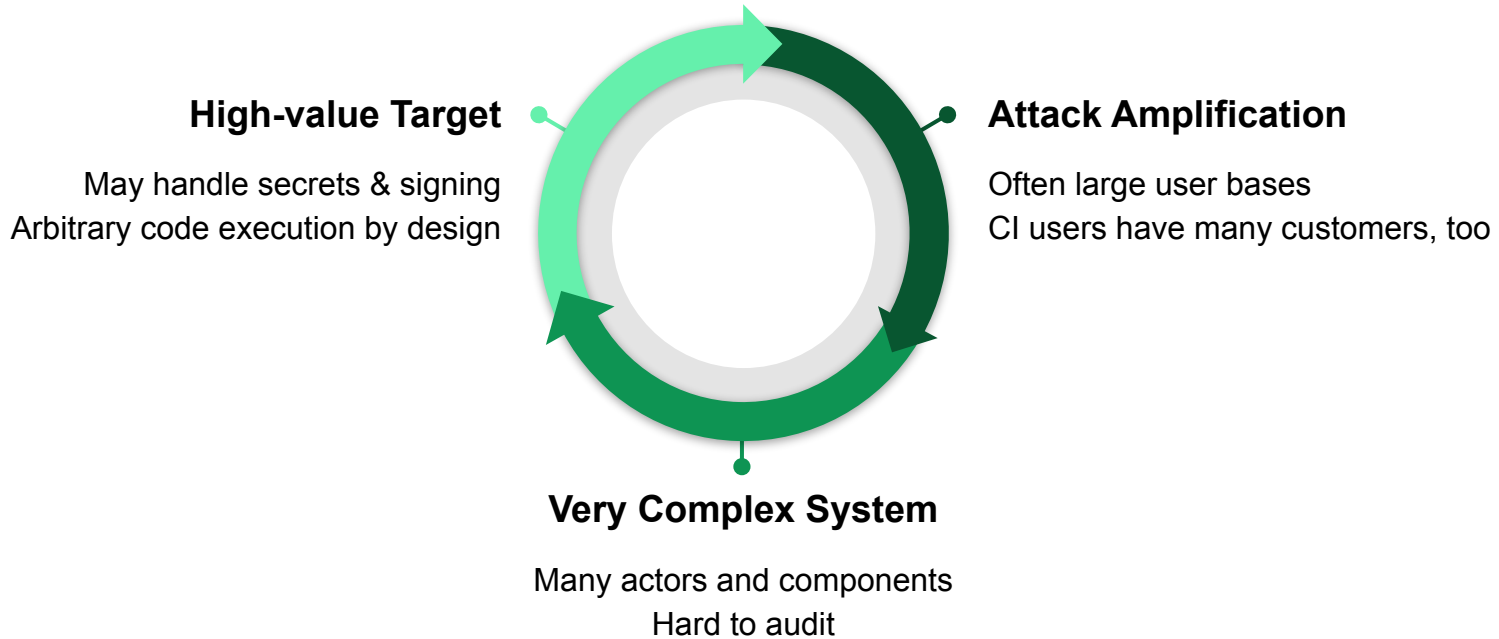 High-value Target
May handle secrets & signing
Arbitrary code execution by design
Attack Amplification
Often large user bases
CI users have many customers, too
Very Complex System
Many actors and components
Hard to audit